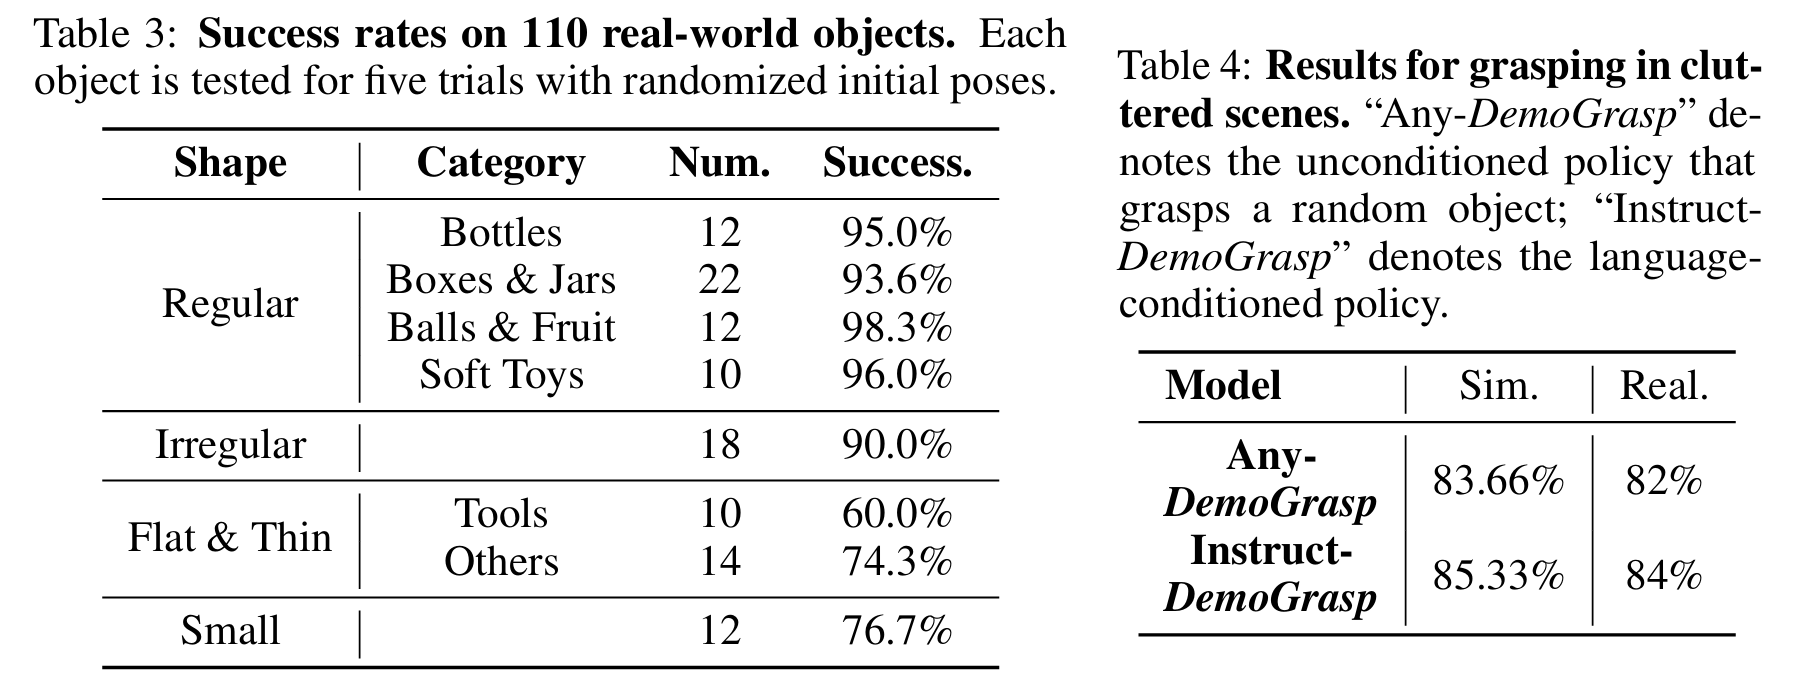 Table 3: Success rates on 110 real-world objects. Each
object is tested for five trials with randomized initial poses.
Shape Category Num. Success.
Regular
Bottles 12 95.0%
Boxes & Jars 22 93.6%
Balls & Fruit 12 98.3%
Soft Toys 10 96.0%
Irregular 18 90.0%
Flat & Thin
Tools 10 60.0%
Others 14 74.3%
Small 12 76.7%
Table 4: Results for grasping in clut-
tered scenes. “Any-DemoGrasp” de-
notes the unconditioned policy that
grasps a random object; “Instruct-
DemoGrasp” denotes the language-
conditioned policy.
Model Sim. Real.
Any-
DemoGrasp 83.66% 82%
Instruct-
DemoGrasp 85.33% 84%